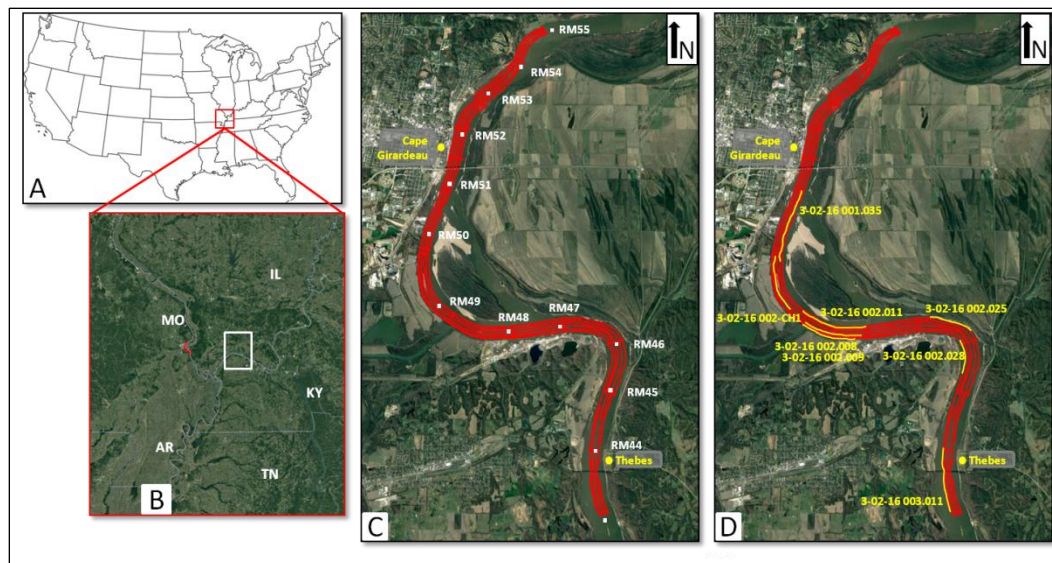 A
MO
IL
KY
AR
TN
B
N
RM55
RM54
RM53
RM52
Cape
Girardeau
RM51
RM50
RM49
RM48
RM47
RM46
RM45
RM44
Thebes
C
N
Cape
Girardeau
3-02-16 001.035
3-02-16 002-CH1
3-02-16 002.011
3-02-16 002.025
3-02-16 002.008
3-02-16 002.009
3-02-16 002.028
Thebes
3-02-16 003.011
D